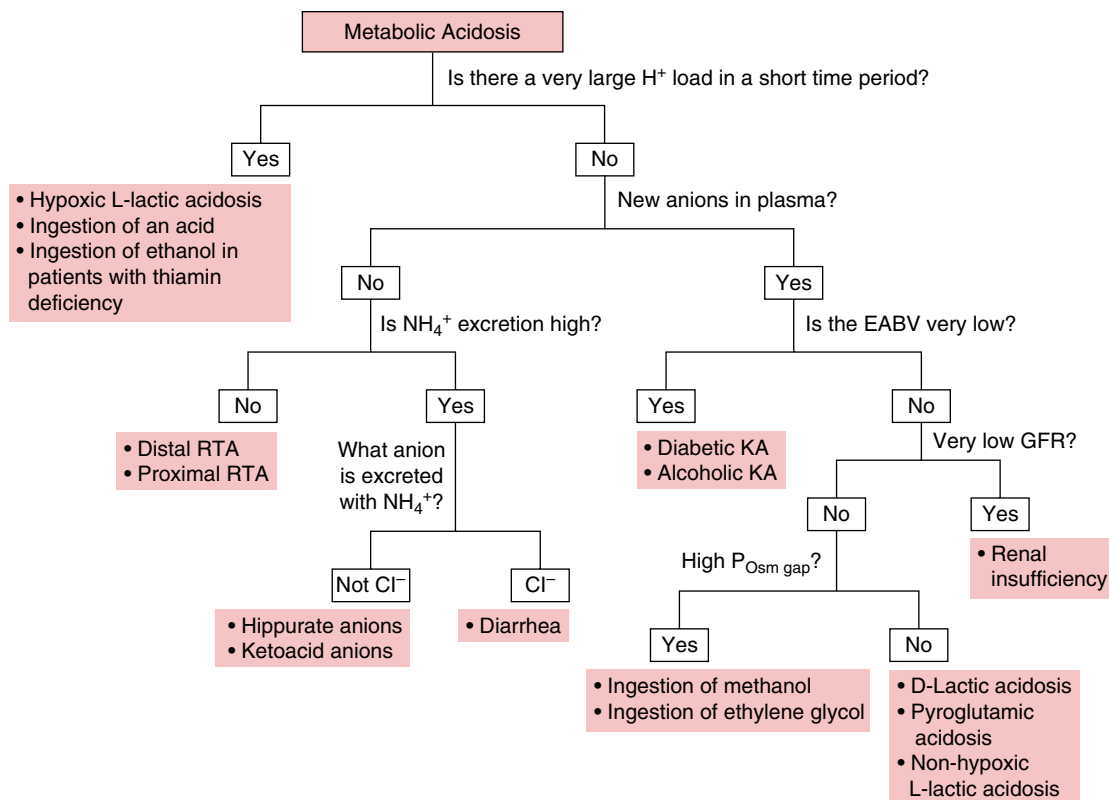 Metabolic Acidosis
Is there a very large H⁺ load in a short time period?
Yes
No
• Hypoxic L-lactic acidosis
• Ingestion of an acid
• Ingestion of ethanol in
patients with thiamin
deficiency
New anions in plasma?
No
Yes
Is NH₄⁺ excretion high?
Is the EABV very low?
No
Yes
Yes
No
• Distal RTA
• Proximal RTA
What anion
is excreted
with NH₄⁺?
• Diabetic KA
• Alcoholic KA
Very low GFR?
No
Yes
• Renal
insufficiency
Not Cl⁻
Cl⁻
High P_Osm gap?
• Hippurate anions
• Ketoacid anions
• Diarrhea
Yes
No
• Ingestion of methanol
• Ingestion of ethylene glycol
• D-Lactic acidosis
• Pyroglutamic
acidosis
• Non-hypoxic
L-lactic acidosis